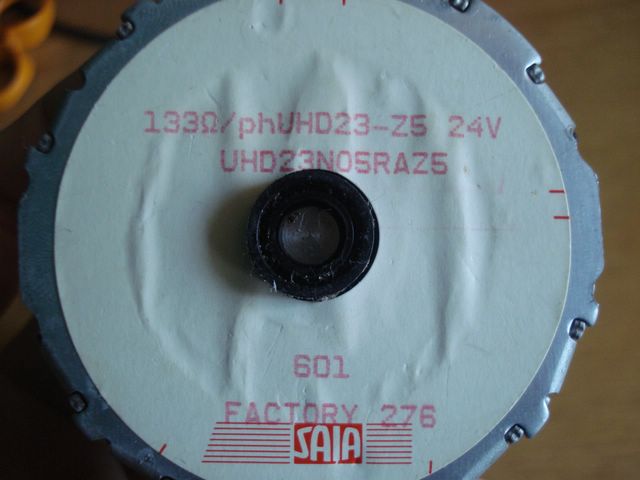 133Ω/phUHD23-Z5 24V
UHD23N05RAZ5
601
FACTORY 276
SAIA